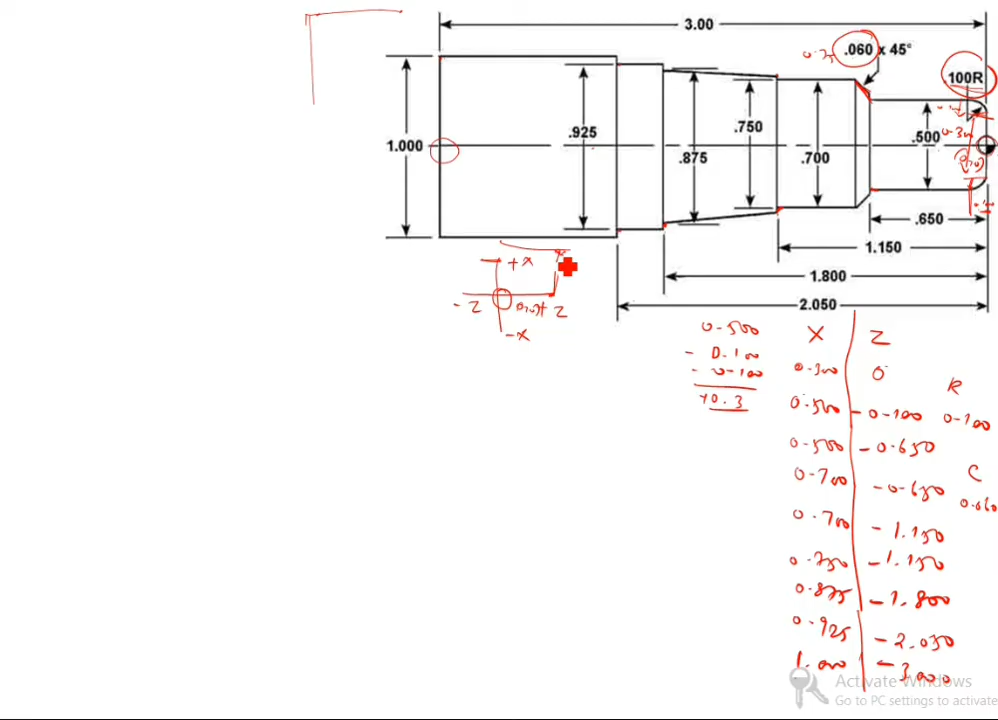 3.00
.060 x 45°
.100R
1.000
.925
.875
.750
.700
.500
0.3
.650
1.150
1.800
2.050
+X
-Z
Z
-X
0.500
- 0.100
- 0.100
+0.3
X Z
0.300 0
R
0.500 -0.100 0.100
0.500 -0.650
C
0.700 -0.650 0.060
0.700 -1.150
0.750 -1.150
0.875 -1.800
0.925 -2.050
1.000 -3.000
Activate Windows
Go to PC settings to activate